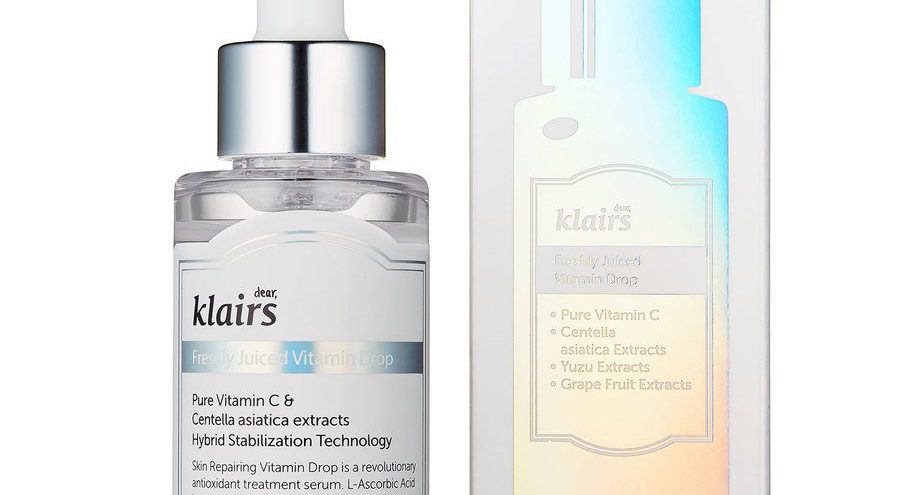 dear,
klairs
Freshly Juiced Vitamin Drop
Pure Vitamin C &
Centella asiatica extracts
Hybrid Stabilization Technology
Skin Repairing Vitamin Drop is a revolutionary
antioxidant treatment serum. L-Ascorbic Acid
dear,
klairs
Freshly Juiced
Vitamin Drop
• Pure Vitamin C
• Centella
asiatica Extracts
• Yuzu Extracts
• Grape Fruit Extracts